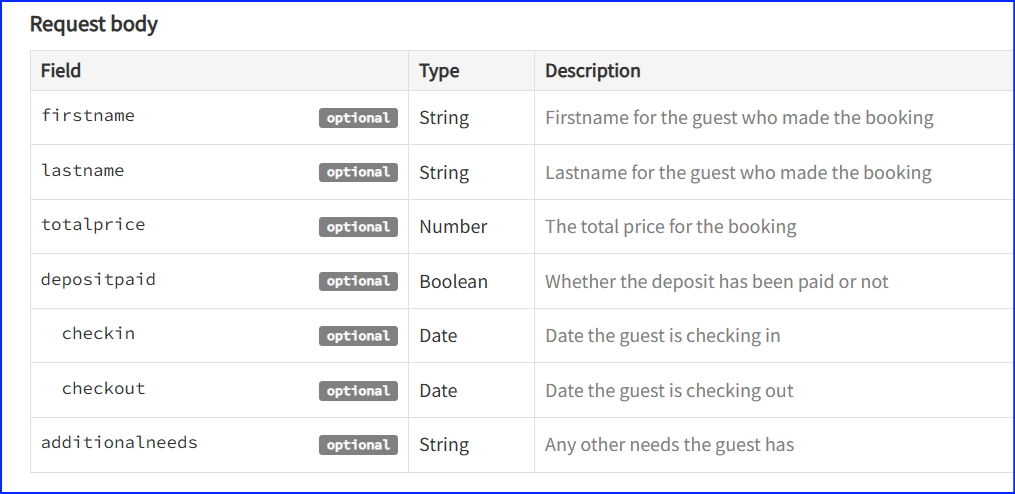 Request body
Field Type Description
firstname optional String Firstname for the guest who made the booking
lastname optional String Lastname for the guest who made the booking
totalprice optional Number The total price for the booking
depositpaid optional Boolean Whether the deposit has been paid or not
checkin optional Date Date the guest is checking in
checkout optional Date Date the guest is checking out
additionalneeds optional String Any other needs the guest has